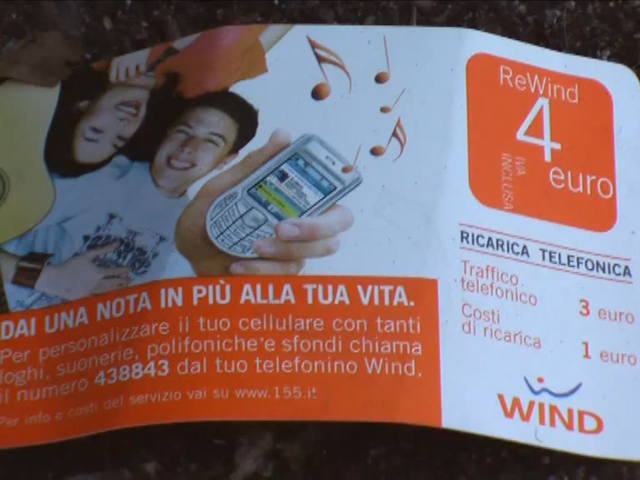 ReWind
4
euro
IVA
INCLUSA
RICARICA TELEFONICA
Traffico
telefonico
3 euro
Costi
di ricarica
1 euro
WIND
DAI UNA NOTA IN PIÙ ALLA TUA VITA.
Per personalizzare il tuo cellulare con tanti
loghi, suonerie, polifoniche e sfondi chiama
il numero 438843 dal tuo telefonino Wind.
Per info e costi del servizio vai su www.155.it